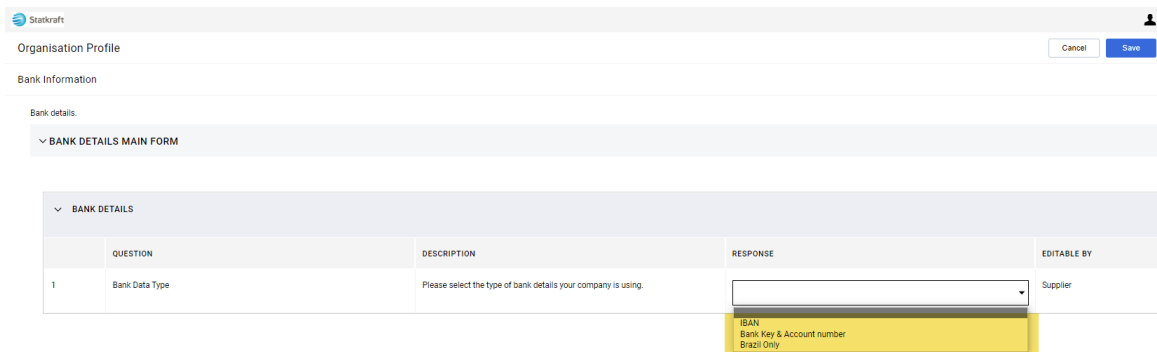 Statkraft
Organisation Profile
Cancel
Save
Bank Information
Bank details.
BANK DETAILS MAIN FORM
BANK DETAILS
QUESTION
DESCRIPTION
RESPONSE
EDITABLE BY
1
Bank Data Type
Please select the type of bank details your company is using.
Supplier
IBAN
Bank Key & Account number
Brazil Only